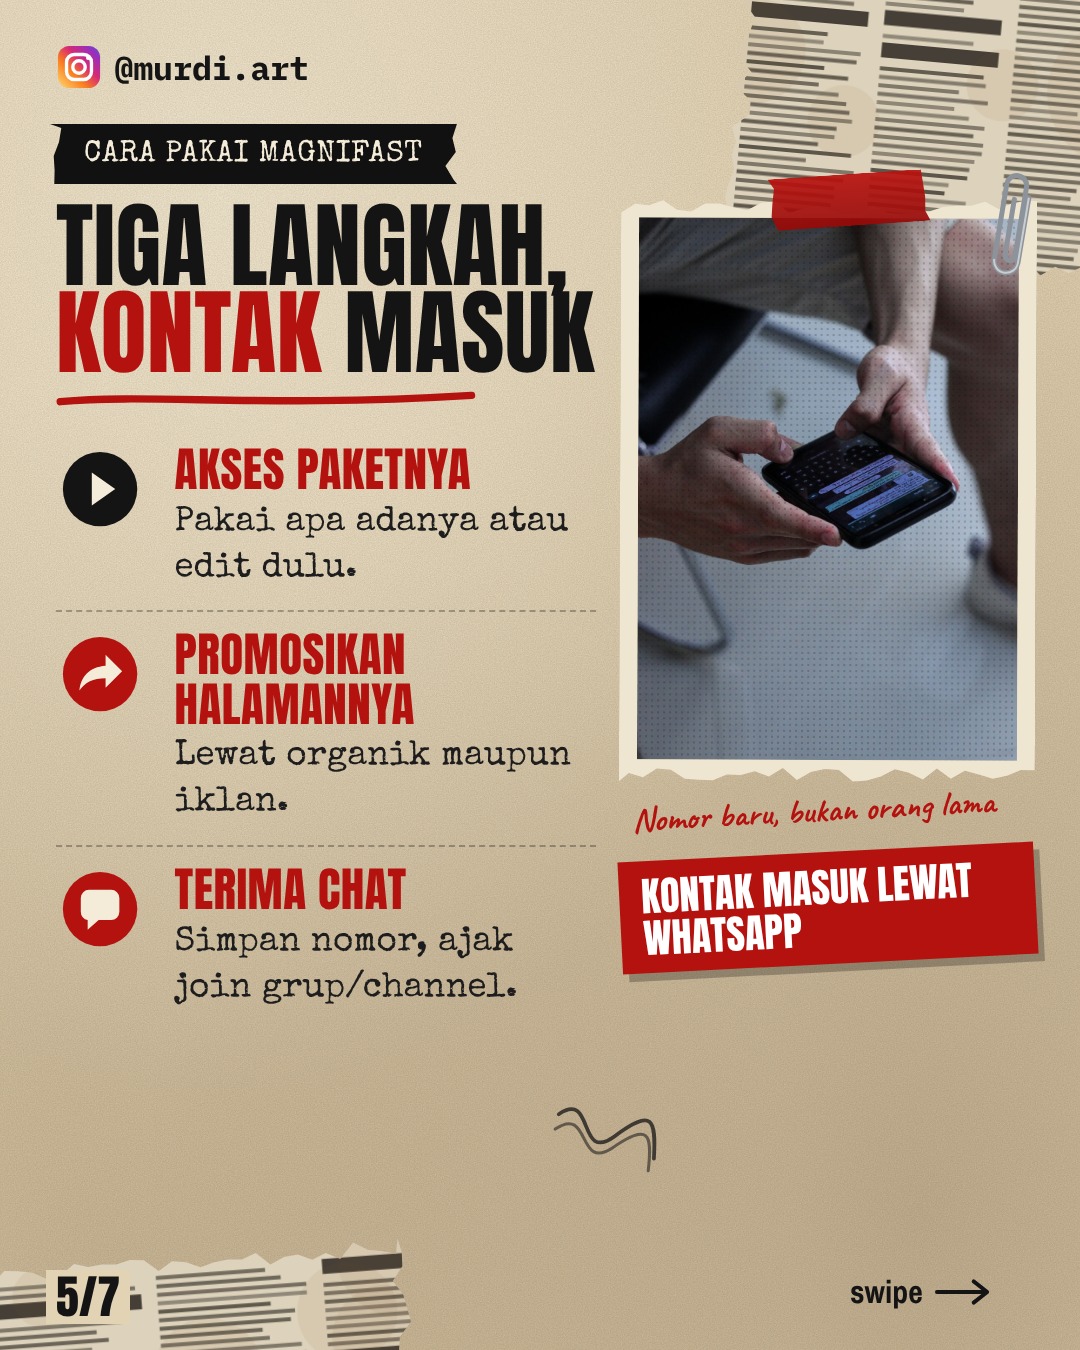 @murdi.art
CARA PAKAI MAGNIFAST
TIGA LANGKAH,
KONTAK MASUK
AKSES PAKETNYA
Pakai apa adanya atau
edit dulu.
PROMOSIKAN
HALAMANNYA
Lewat organik maupun
iklan.
TERIMA CHAT
Simpan nomor, ajak
join grup/channel.
Nomor baru, bukan orang lama
KONTAK MASUK LEWAT
WHATSAPP
5/7
swipe